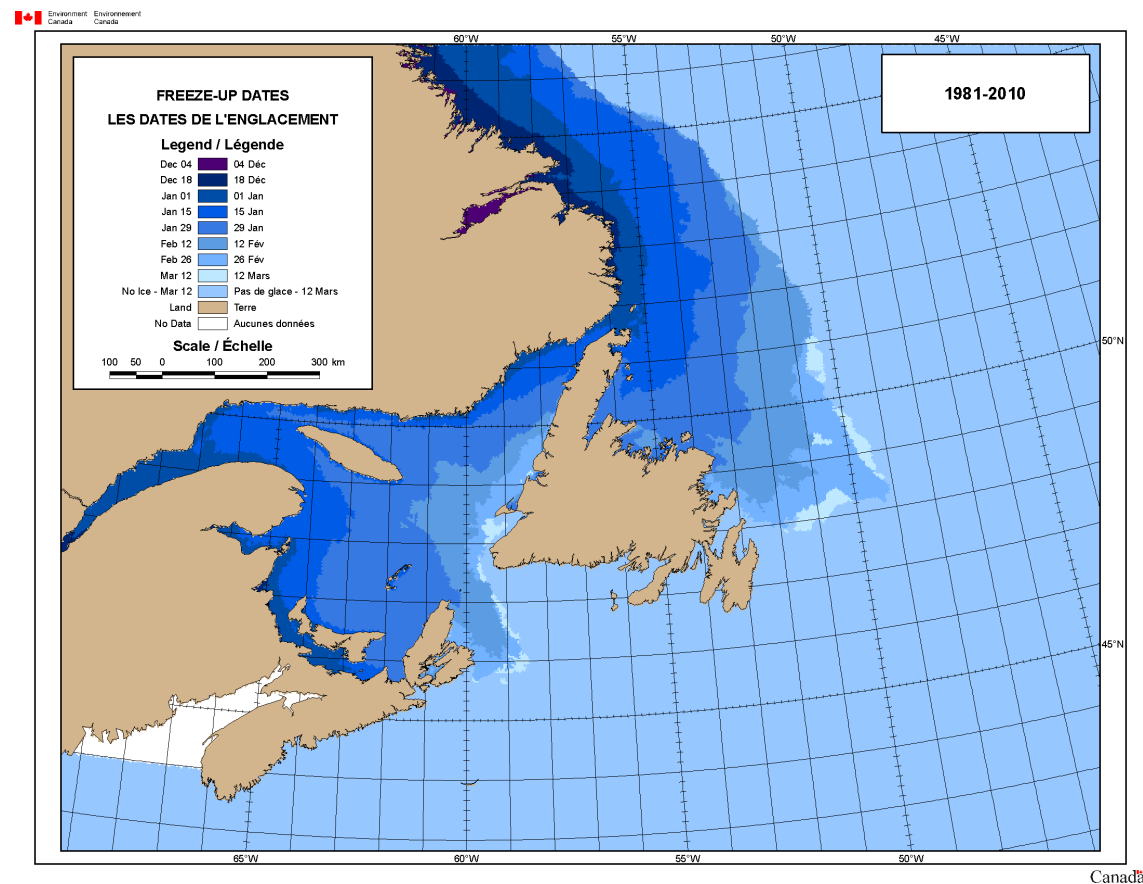 Environment Environnement
Canada Canada
60°W 55°W 50°W 45°W
1981-2010
FREEZE-UP DATES
LES DATES DE L'ENGLACEMENT
Legend / Légende
Dec 04 04 Déc
Dec 18 18 Déc
Jan 01 01 Jan
Jan 15 15 Jan
Jan 29 29 Jan
Feb 12 12 Fév
Feb 26 26 Fév
Mar 12 12 Mars
No Ice - Mar 12 Pas de glace - 12 Mars
Land Terre
No Data Aucunes données
Scale / Échelle
100 50 0 100 200 300 km
50°N
45°N
65°W 60°W 55°W 50°W
Canada